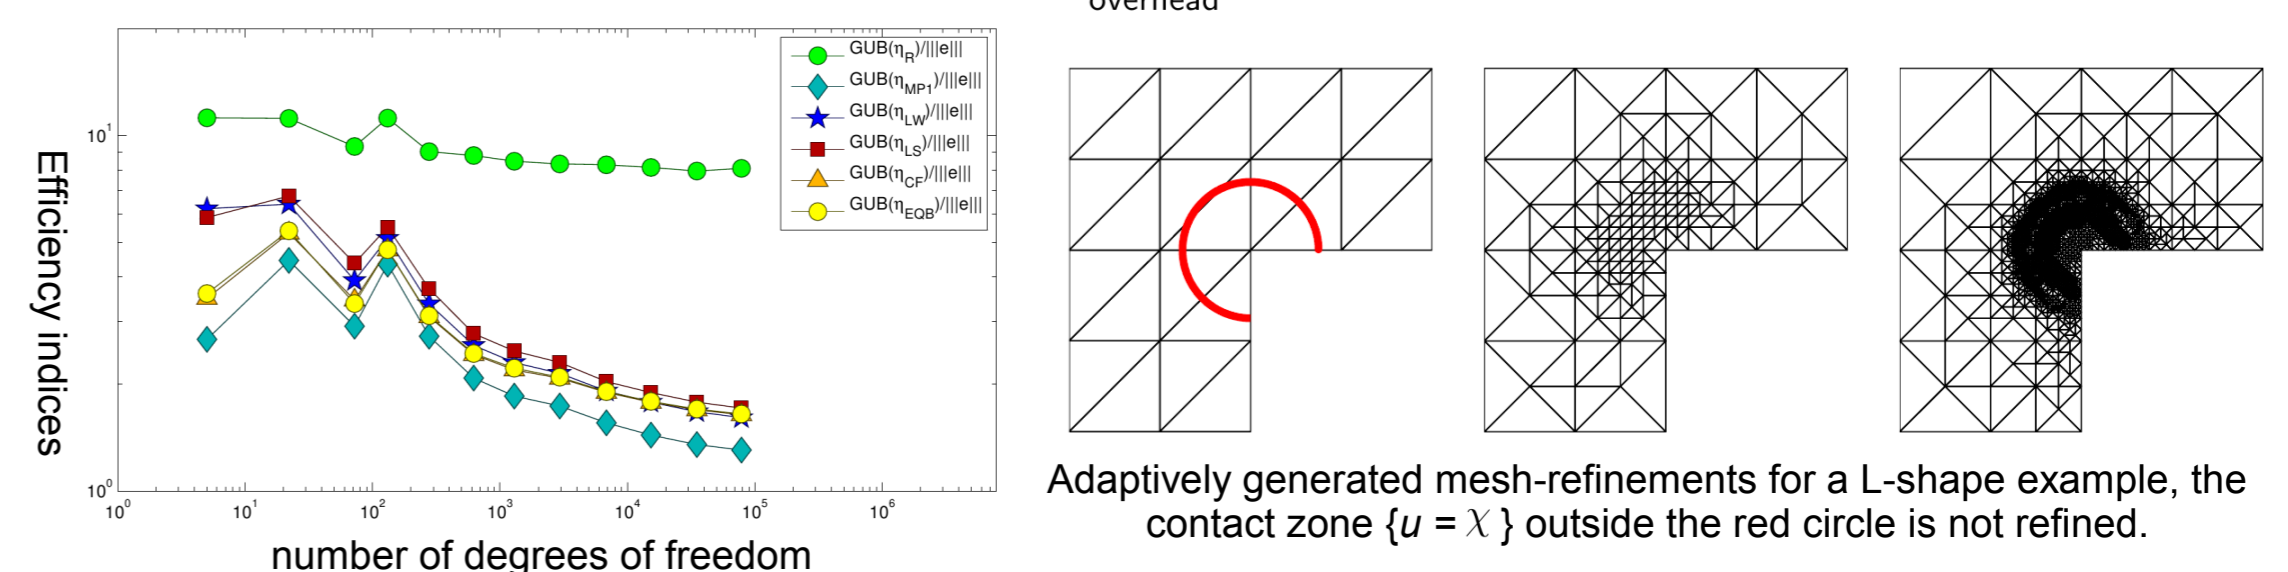 overhead
GUB(η_R)/|||e|||
GUB(η_MP1)/|||e|||
GUB(η_LW)/|||e|||
GUB(η_LS)/|||e|||
GUB(η_CF)/|||e|||
GUB(η_EQB)/|||e|||
10^1
10^0
Efficiency indices
10^0 10^1 10^2 10^3 10^4 10^5 10^6
number of degrees of freedom
Adaptively generated mesh-refinements for a L-shape example, the
contact zone {u = χ } outside the red circle is not refined.